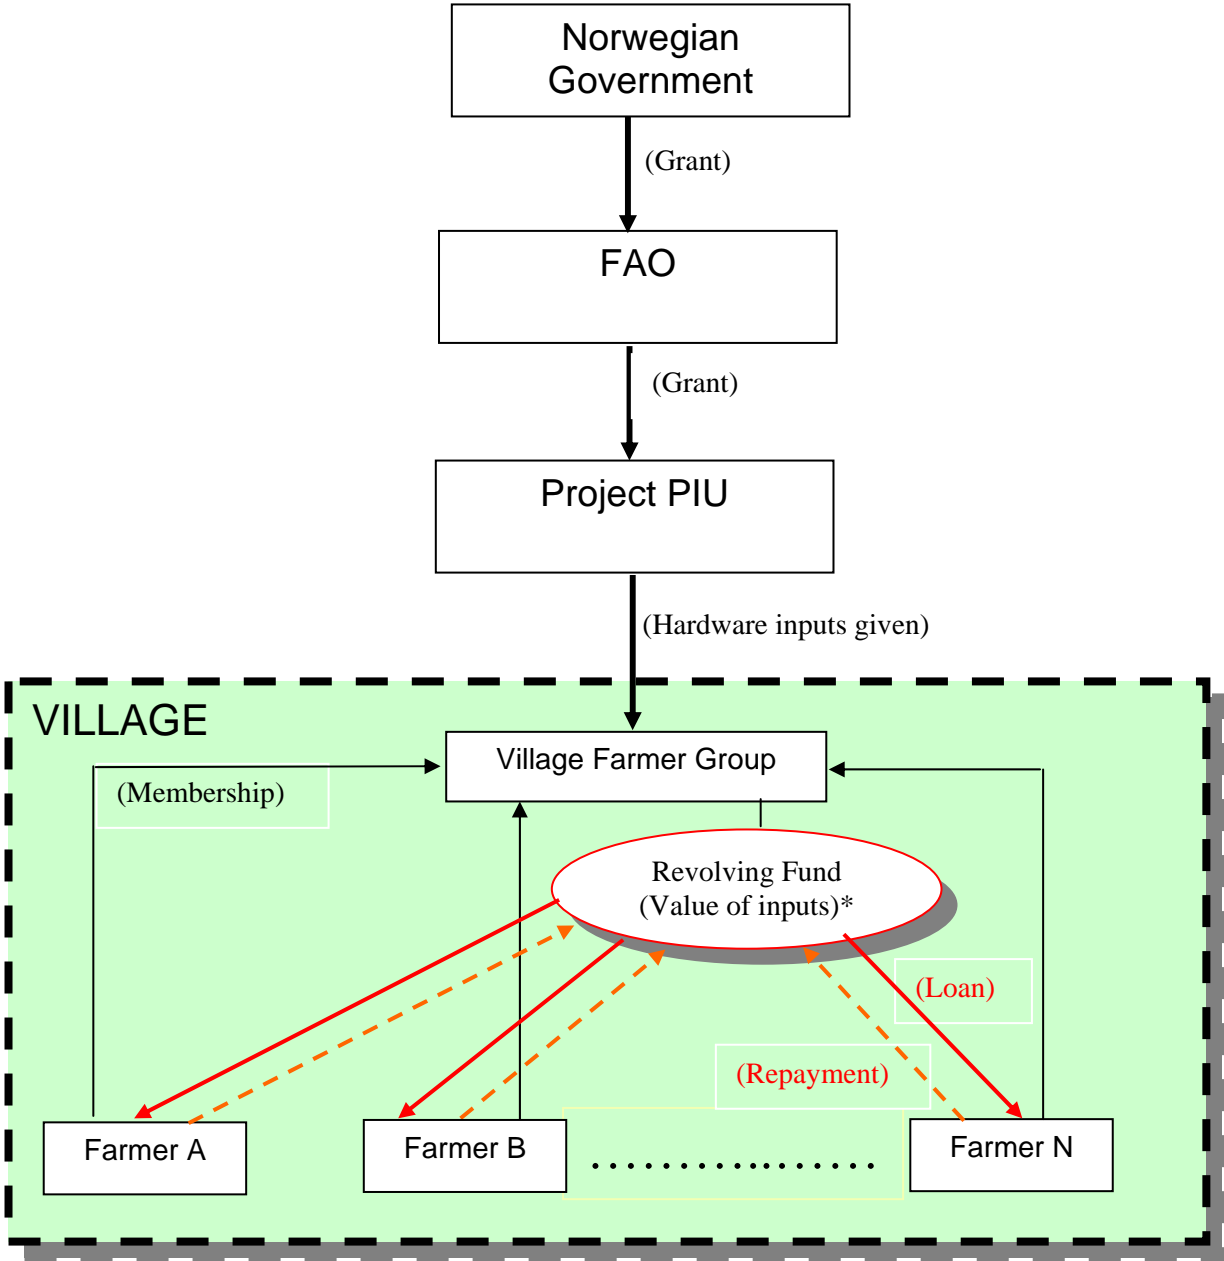 Norwegian
Government
(Grant)
FAO
(Grant)
Project PIU
(Hardware inputs given)
VILLAGE
Village Farmer Group
(Membership)
Revolving Fund
(Value of inputs)*
(Loan)
(Repayment)
Farmer A
Farmer B
.................
Farmer N